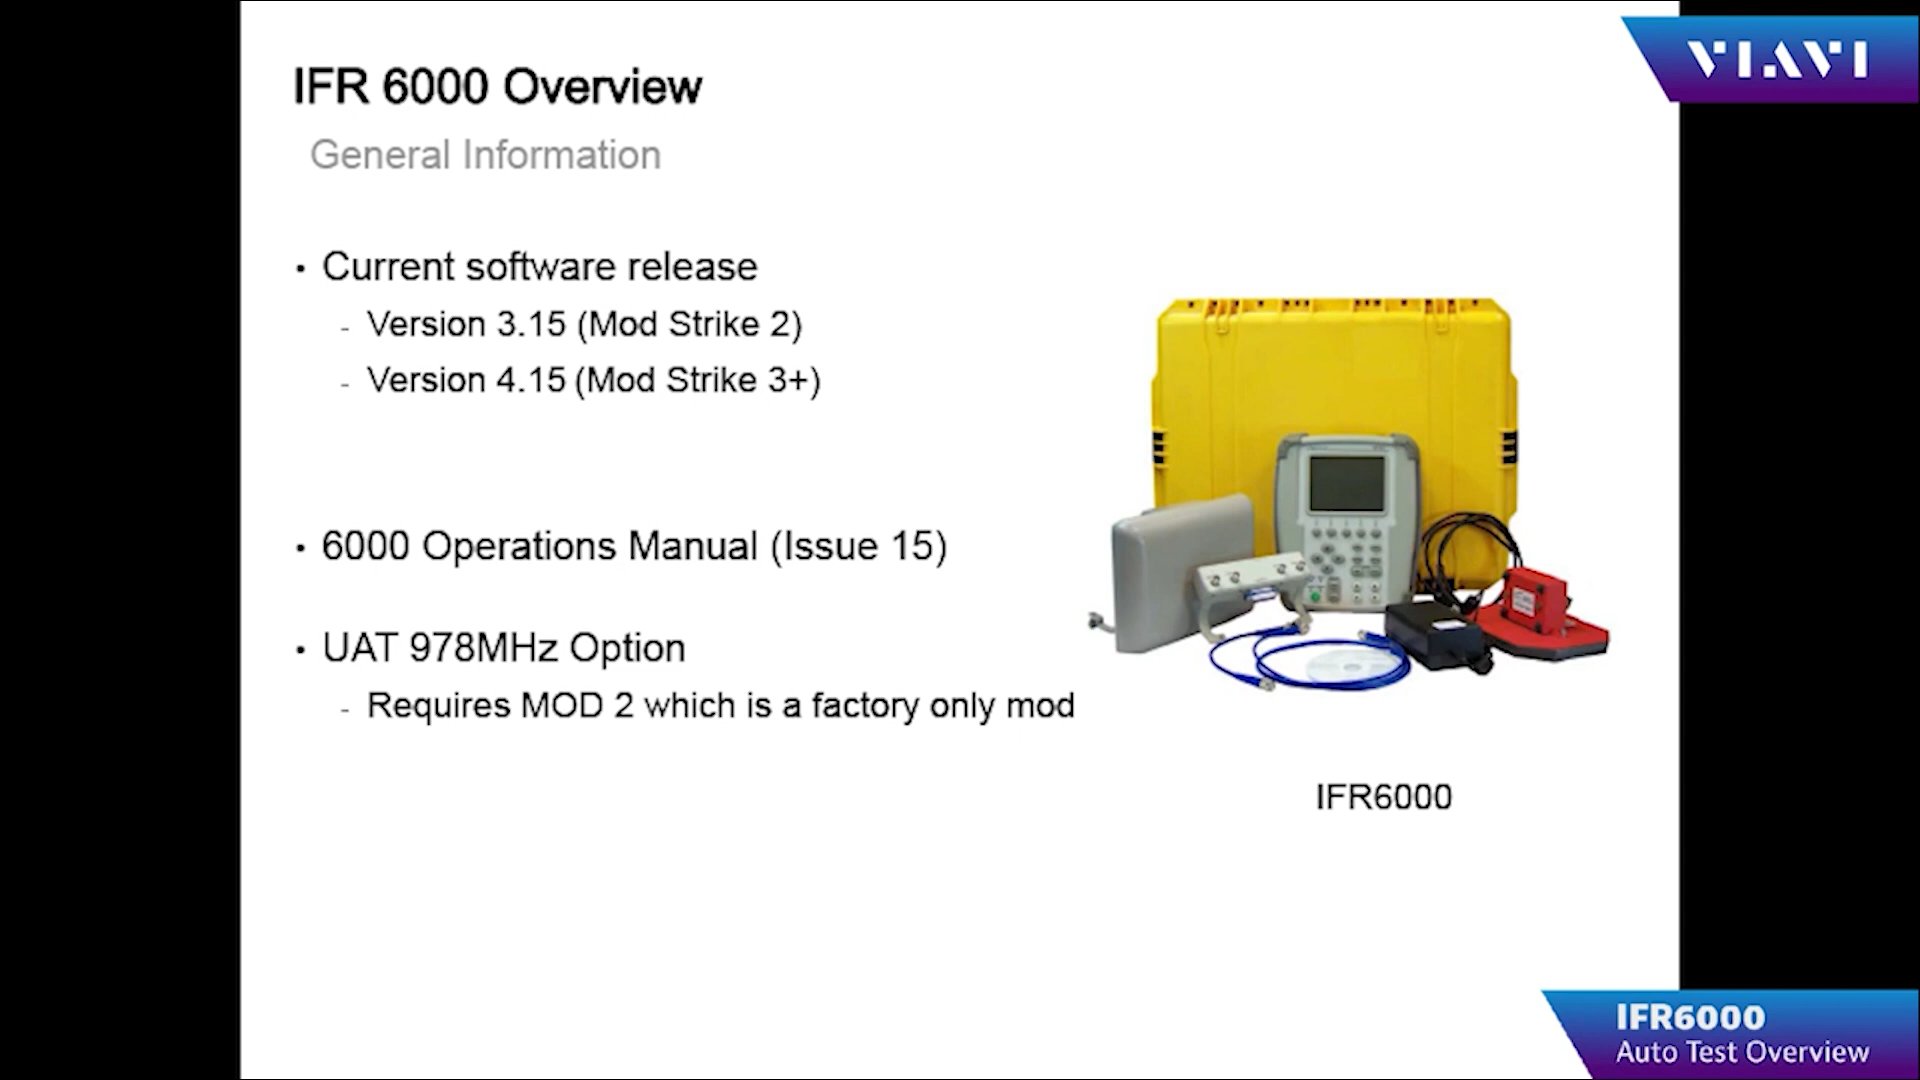 VIAVI
IFR 6000 Overview
General Information
• Current software release
- Version 3.15 (Mod Strike 2)
- Version 4.15 (Mod Strike 3+)
• 6000 Operations Manual (Issue 15)
• UAT 978MHz Option
- Requires MOD 2 which is a factory only mod
IFR6000
IFR6000
Auto Test Overview